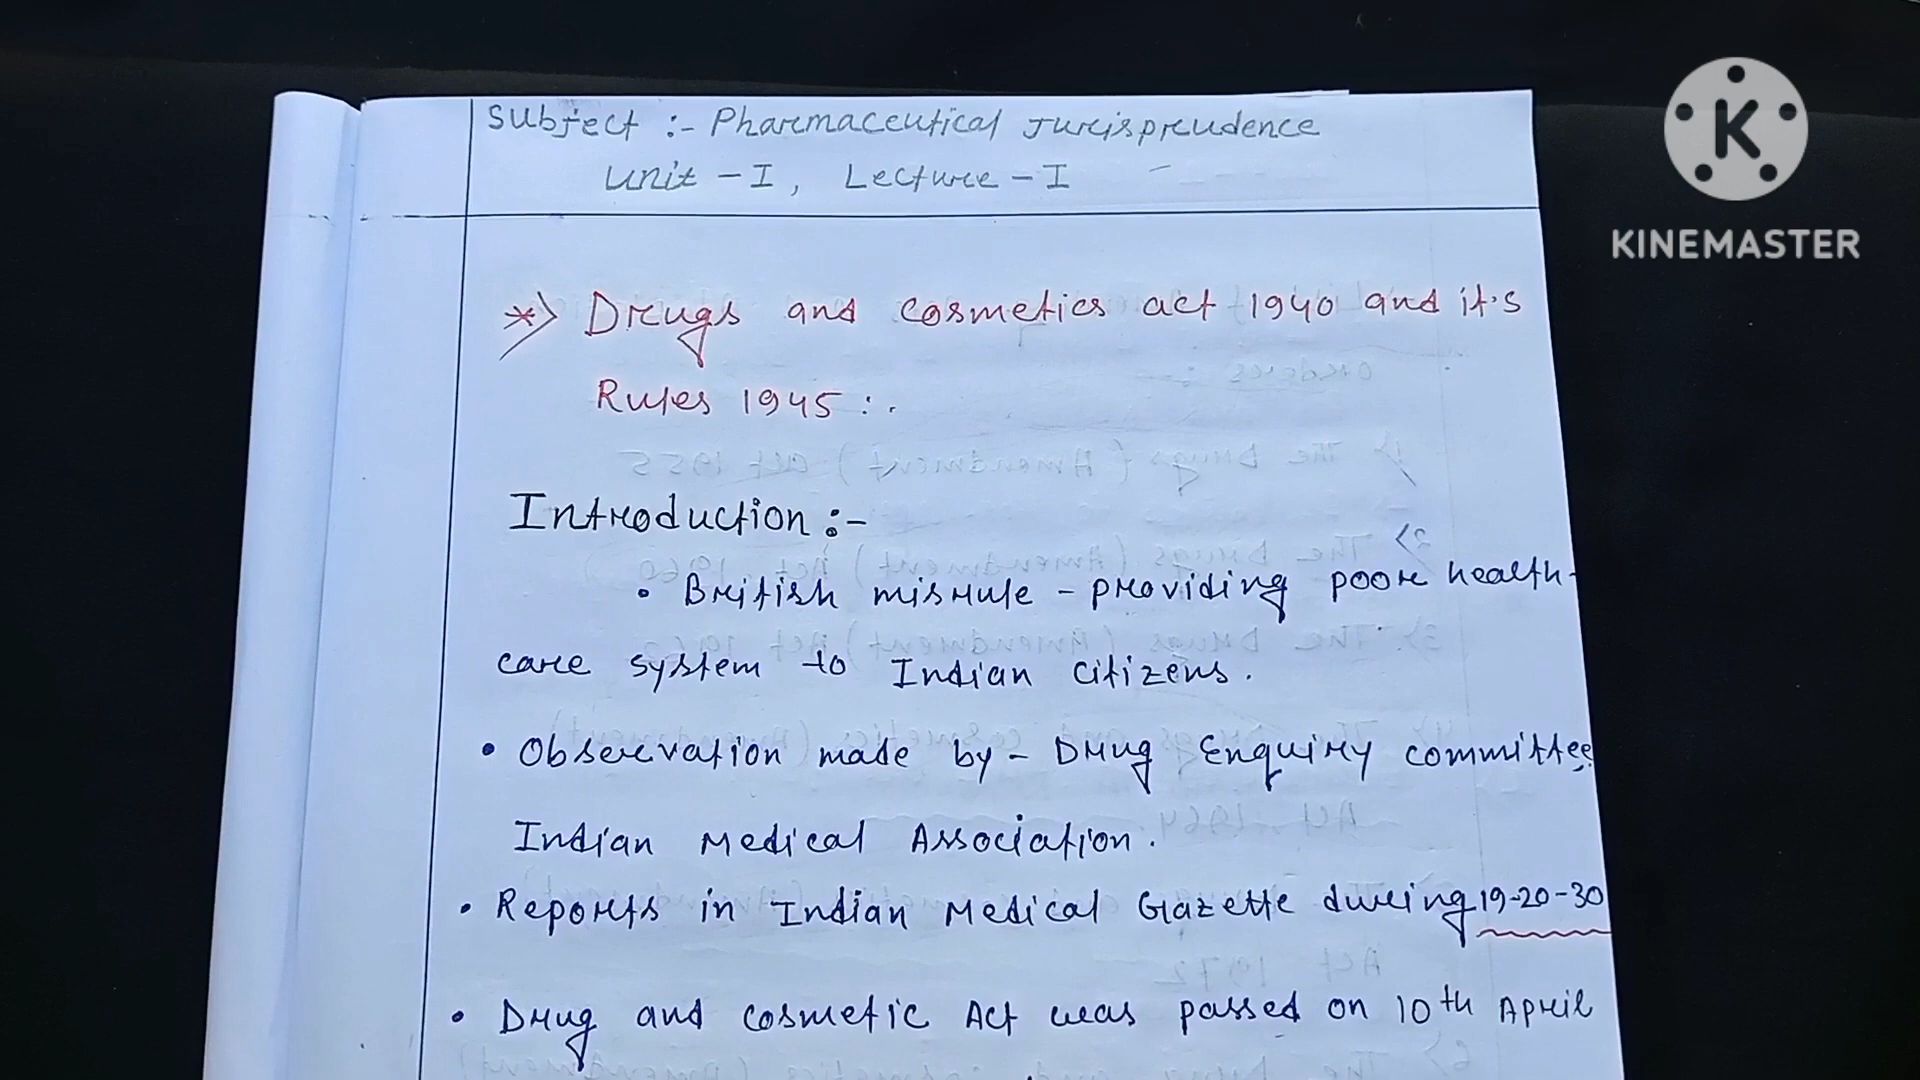 Subject :- Pharmaceutical Jurisprudence
Unit - I, Lecture - I
KINEMASTER
*> Drugs and cosmetics act 1940 and it's
Rules 1945 :.
Introduction :-
• British misrule - providing poor health-
care system to Indian citizens.
• Observation made by - Drug Enquiry committee,
Indian Medical Association.
• Reports in Indian Medical Gazette during 19-20-30
• Drug and cosmetic Act was passed on 10th April